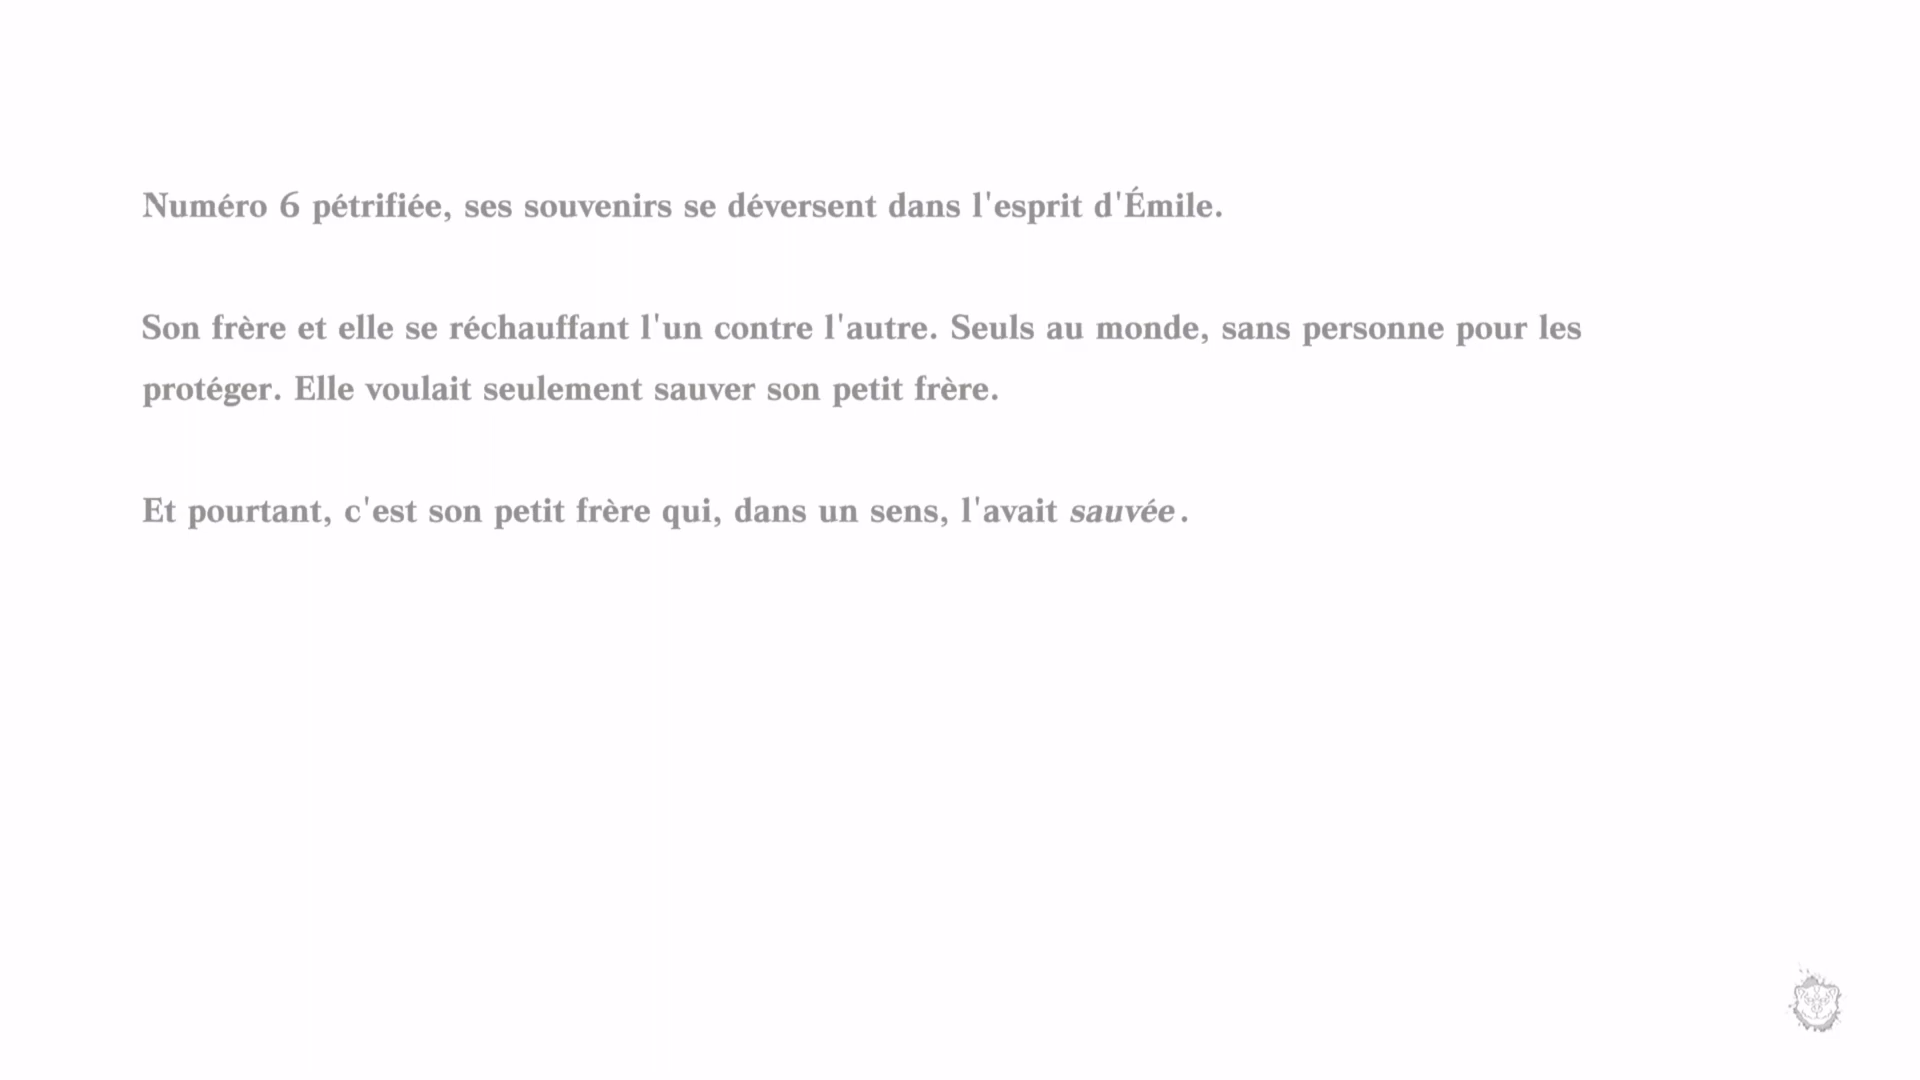 Numéro 6 pétrifiée, ses souvenirs se déversent dans l'esprit d'Émile.
Son frère et elle se réchauffant l'un contre l'autre. Seuls au monde, sans personne pour les
protéger. Elle voulait seulement sauver son petit frère.
Et pourtant, c'est son petit frère qui, dans un sens, l'avait sauvée.